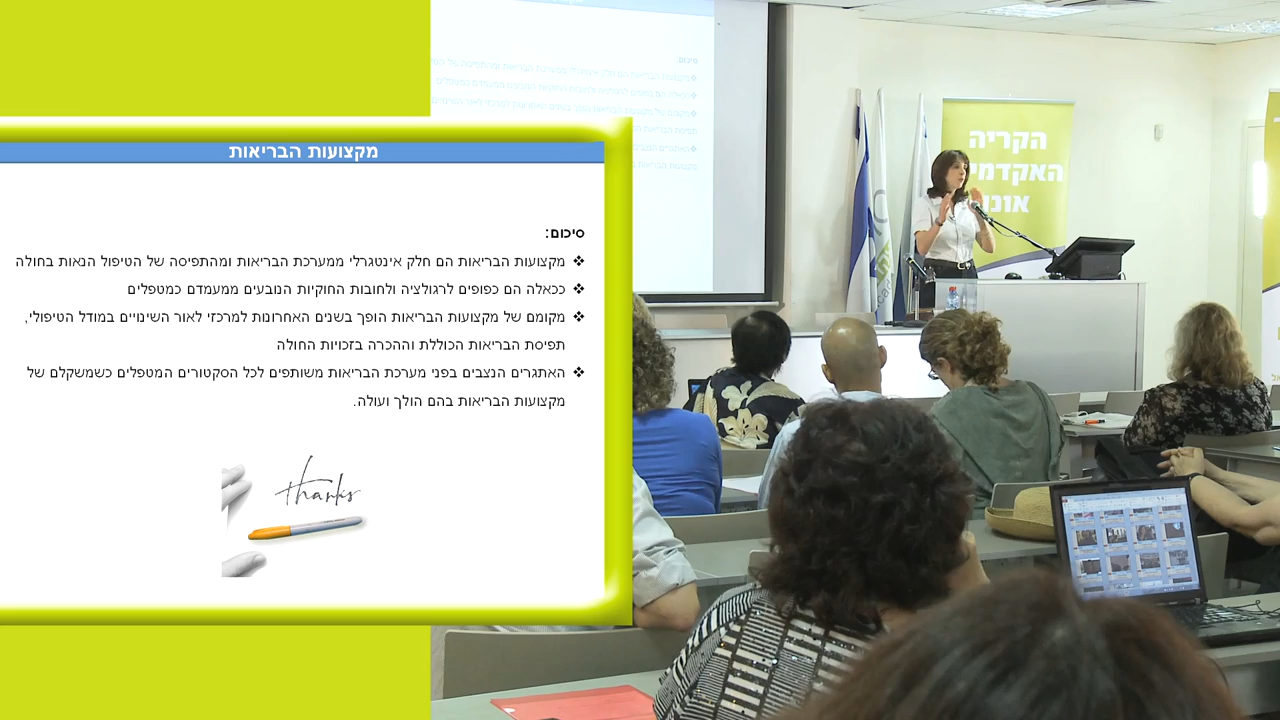 מקצועות הבריאות
סיכום:
❖ מקצועות הבריאות הם חלק אינטגרלי ממערכת הבריאות ומהתפיסה של הטיפול הנאות בחולה
❖ ככאלה הם כפופים לרגולציה ולחובות החוקיות הנובעים ממעמדם כמטפלים
❖ מקומם של מקצועות הבריאות הופך בשנים האחרונות למרכזי לאור השינויים במודל הטיפולי,
תפיסת הבריאות הכוללת וההכרה בזכויות החולה
❖ האתגרים הנצבים בפני מערכת הבריאות משותפים לכל הסקטורים המטפלים כשמשקלם של
מקצועות הבריאות בהם הולך ועולה.
thanks
סיכום:
הקריה
האקדמית
אונו